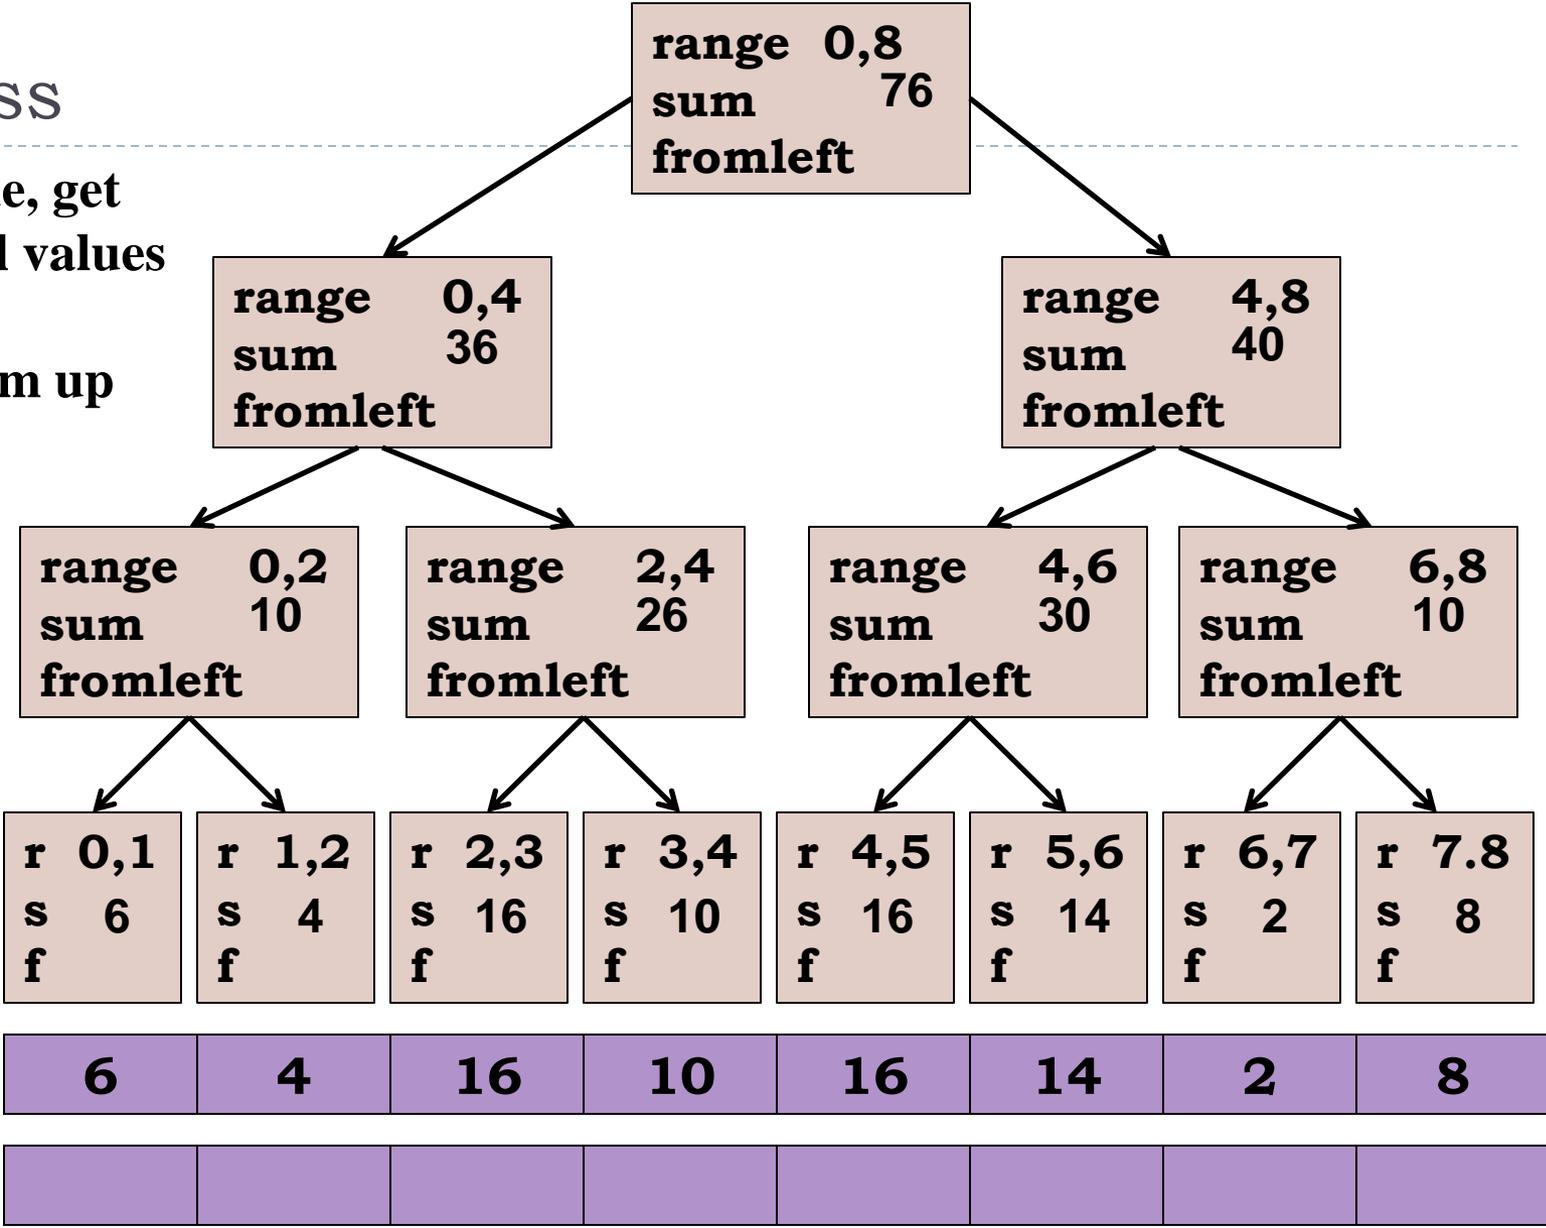 ss
e, get
l values
m up
range 0,8
sum 76
fromleft
range 0,4
sum 36
fromleft
range 4,8
sum 40
fromleft
range 0,2
sum 10
fromleft
range 2,4
sum 26
fromleft
range 4,6
sum 30
fromleft
range 6,8
sum 10
fromleft
r 0,1
s 6
f
r 1,2
s 4
f
r 2,3
s 16
f
r 3,4
s 10
f
r 4,5
s 16
f
r 5,6
s 14
f
r 6,7
s 2
f
r 7.8
s 8
f
6 4 16 10 16 14 2 8